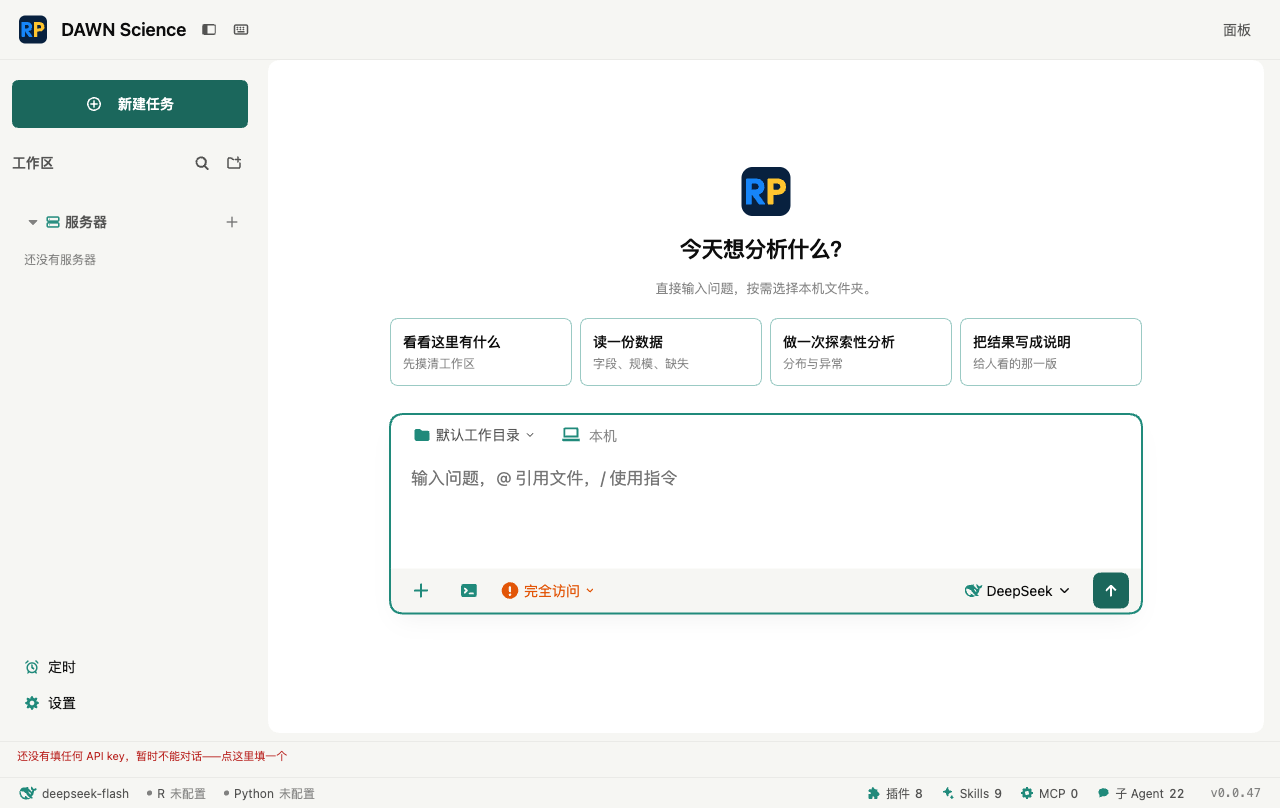 RP DAWN Science
面板
新建任务
工作区
服务器
还没有服务器
RP
今天想分析什么?
直接输入问题，按需选择本机文件夹。
看看这里有什么
先摸清工作区
读一份数据
字段、规模、缺失
做一次探索性分析
分布与异常
把结果写成说明
给人看的那一版
默认工作目录 本机
输入问题，@ 引用文件，/ 使用指令
完全访问 DeepSeek
定时
设置
还没有填任何 API key，暂时不能对话——点这里填一个
deepseek-flash R 未配置 Python 未配置 插件 8 Skills 9 MCP 0 子 Agent 22 v0.0.47